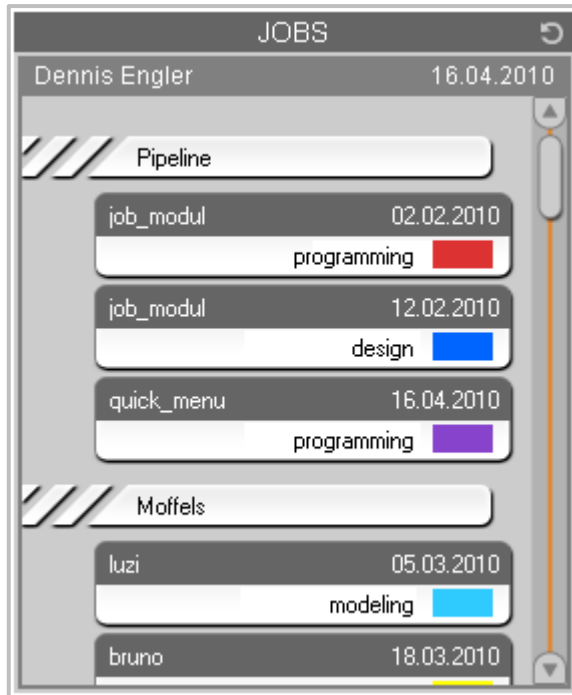 JOBS
Dennis Engler 16.04.2010
Pipeline
job_modul 02.02.2010
programming
job_modul 12.02.2010
design
quick_menu 16.04.2010
programming
Moffels
luzi 05.03.2010
modeling
bruno 18.03.2010